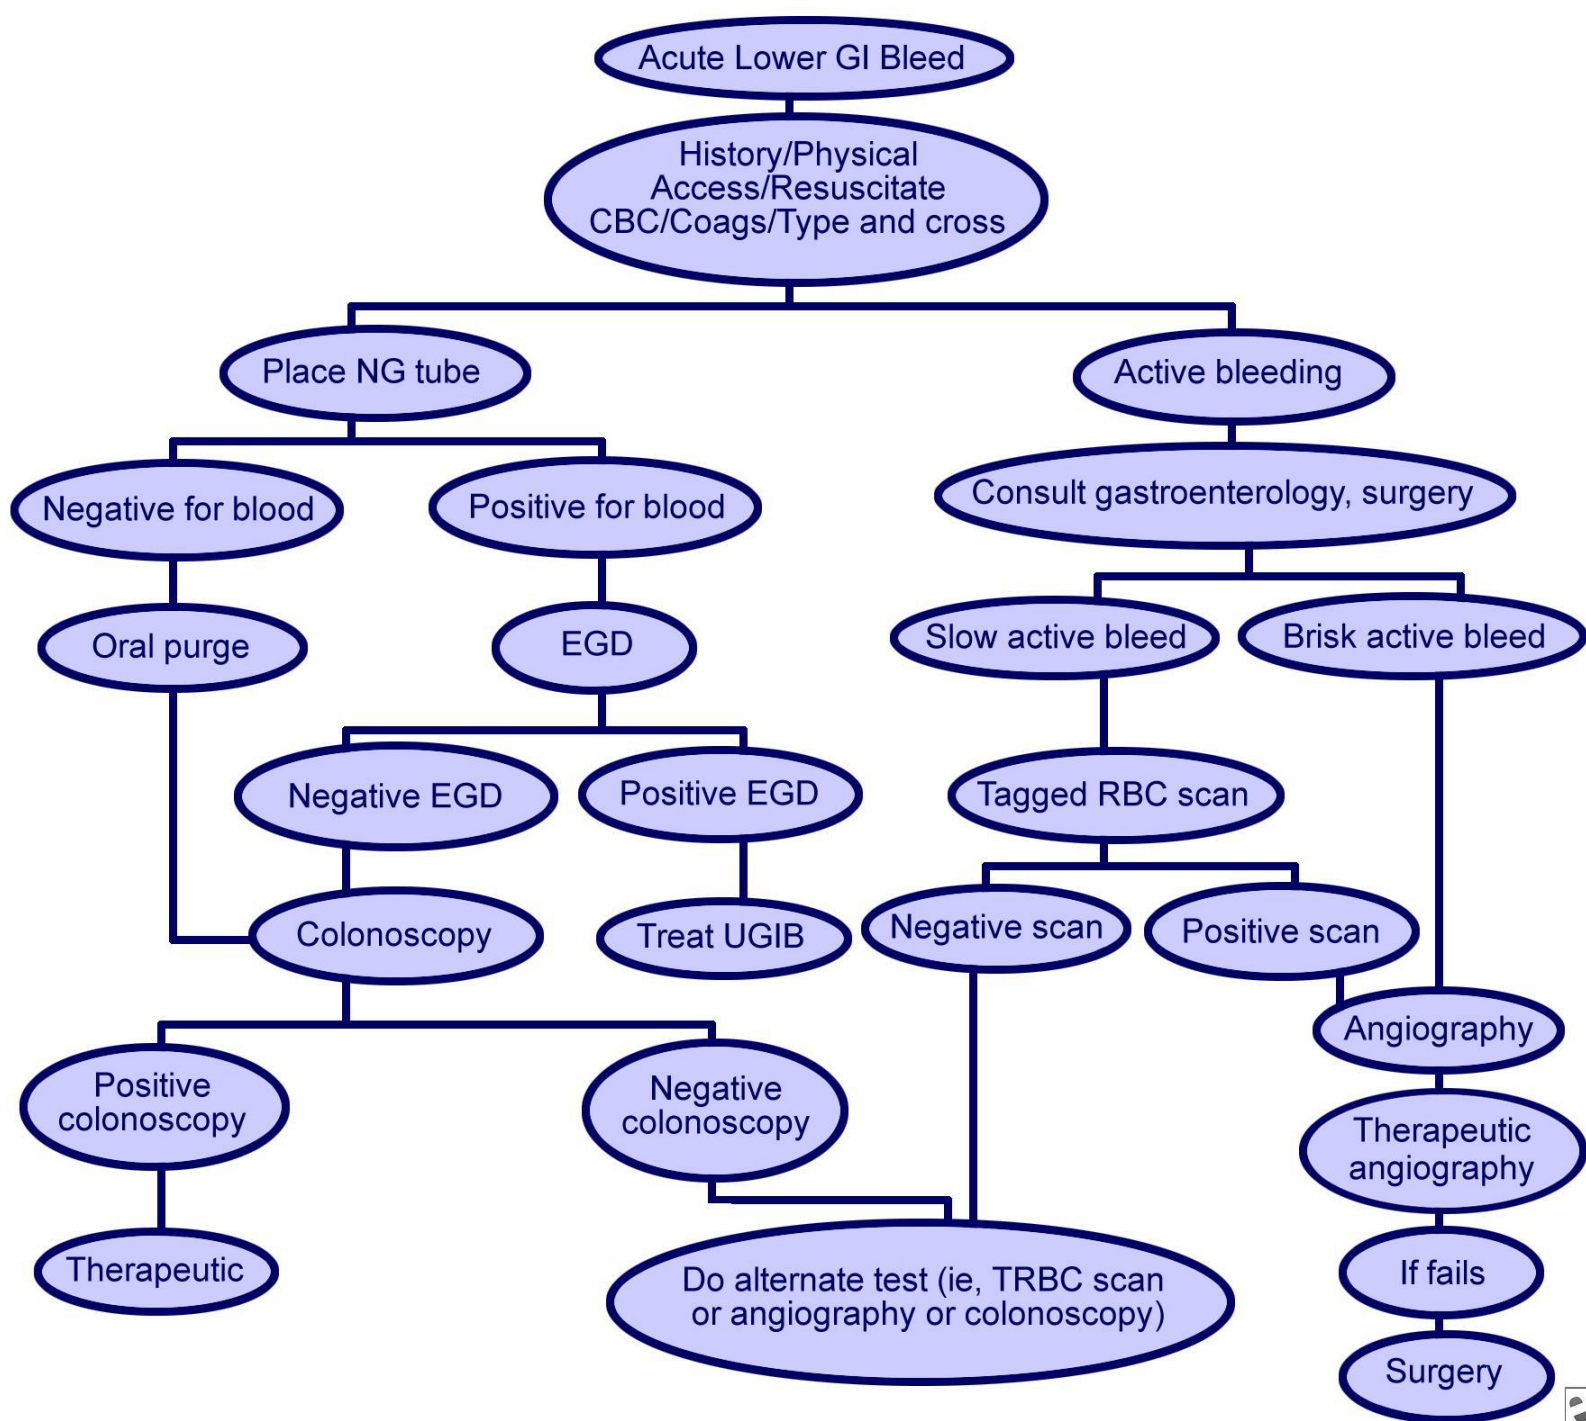 Acute Lower GI Bleed
History/Physical
Access/Resuscitate
CBC/Coags/Type and cross
Place NG tube
Active bleeding
Negative for blood
Positive for blood
Consult gastroenterology, surgery
Oral purge
EGD
Slow active bleed
Brisk active bleed
Negative EGD
Positive EGD
Tagged RBC scan
Colonoscopy
Treat UGIB
Negative scan
Positive scan
Angiography
Positive
colonoscopy
Negative
colonoscopy
Therapeutic
angiography
Therapeutic
Do alternate test (ie, TRBC scan
or angiography or colonoscopy)
If fails
Surgery